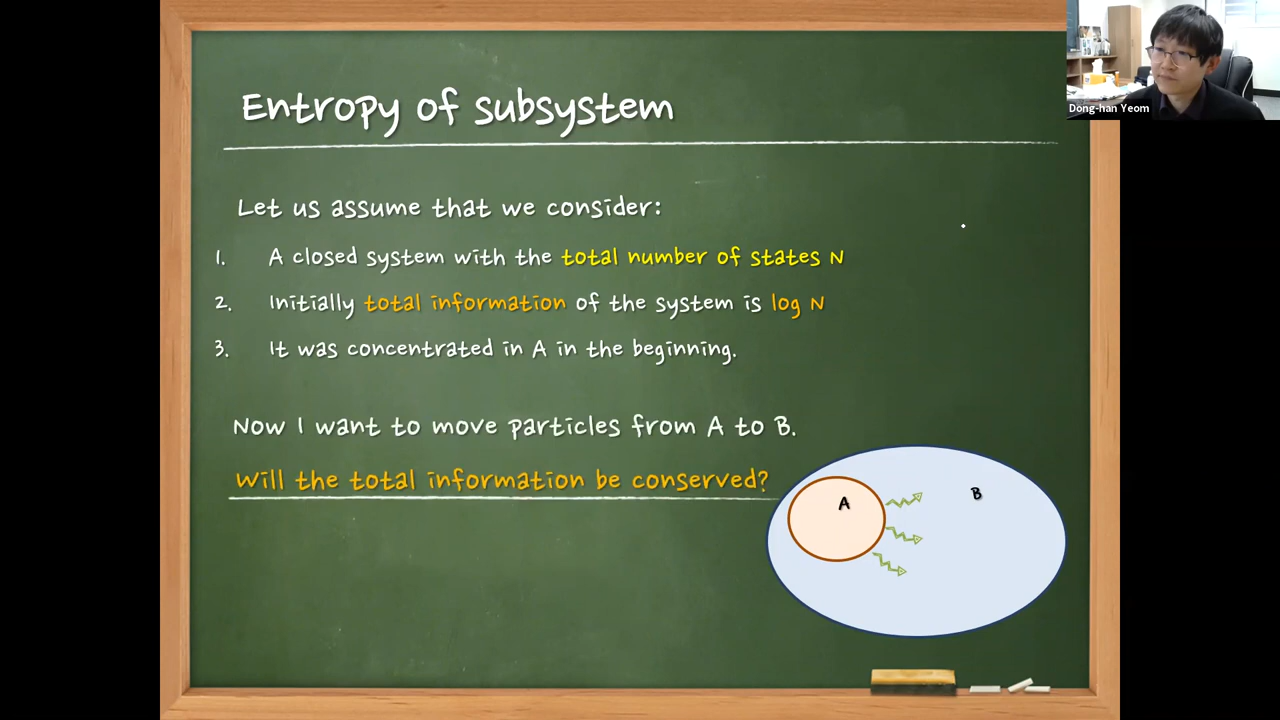 Entropy of subsystem
Dong-han Yeom
Let us assume that we consider:
1. A closed system with the total number of states N
2. Initially total information of the system is log N
3. It was concentrated in A in the beginning.
Now I want to move particles from A to B.
Will the total information be conserved?
A
B